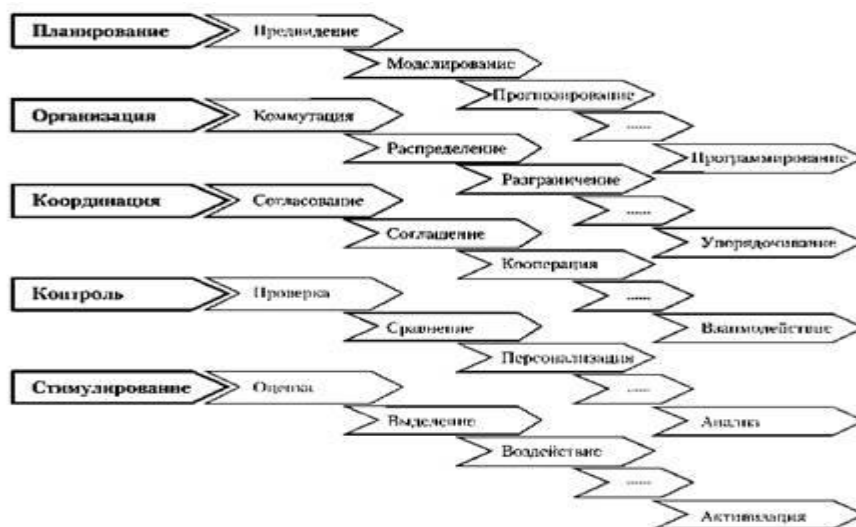 Планирование
Предвидение
Моделирование
Прогнозирование
.....
Программирование
Организация
Коммутация
Распределение
Разграничение
.....
Упорядочивание
Координация
Согласование
Соглашение
Кооперация
.....
Взаимодействие
Контроль
Проверка
Сравнение
Персонализация
.....
Анализ
Стимулирование
Оценка
Выделение
Воздействие
.....
Активизация